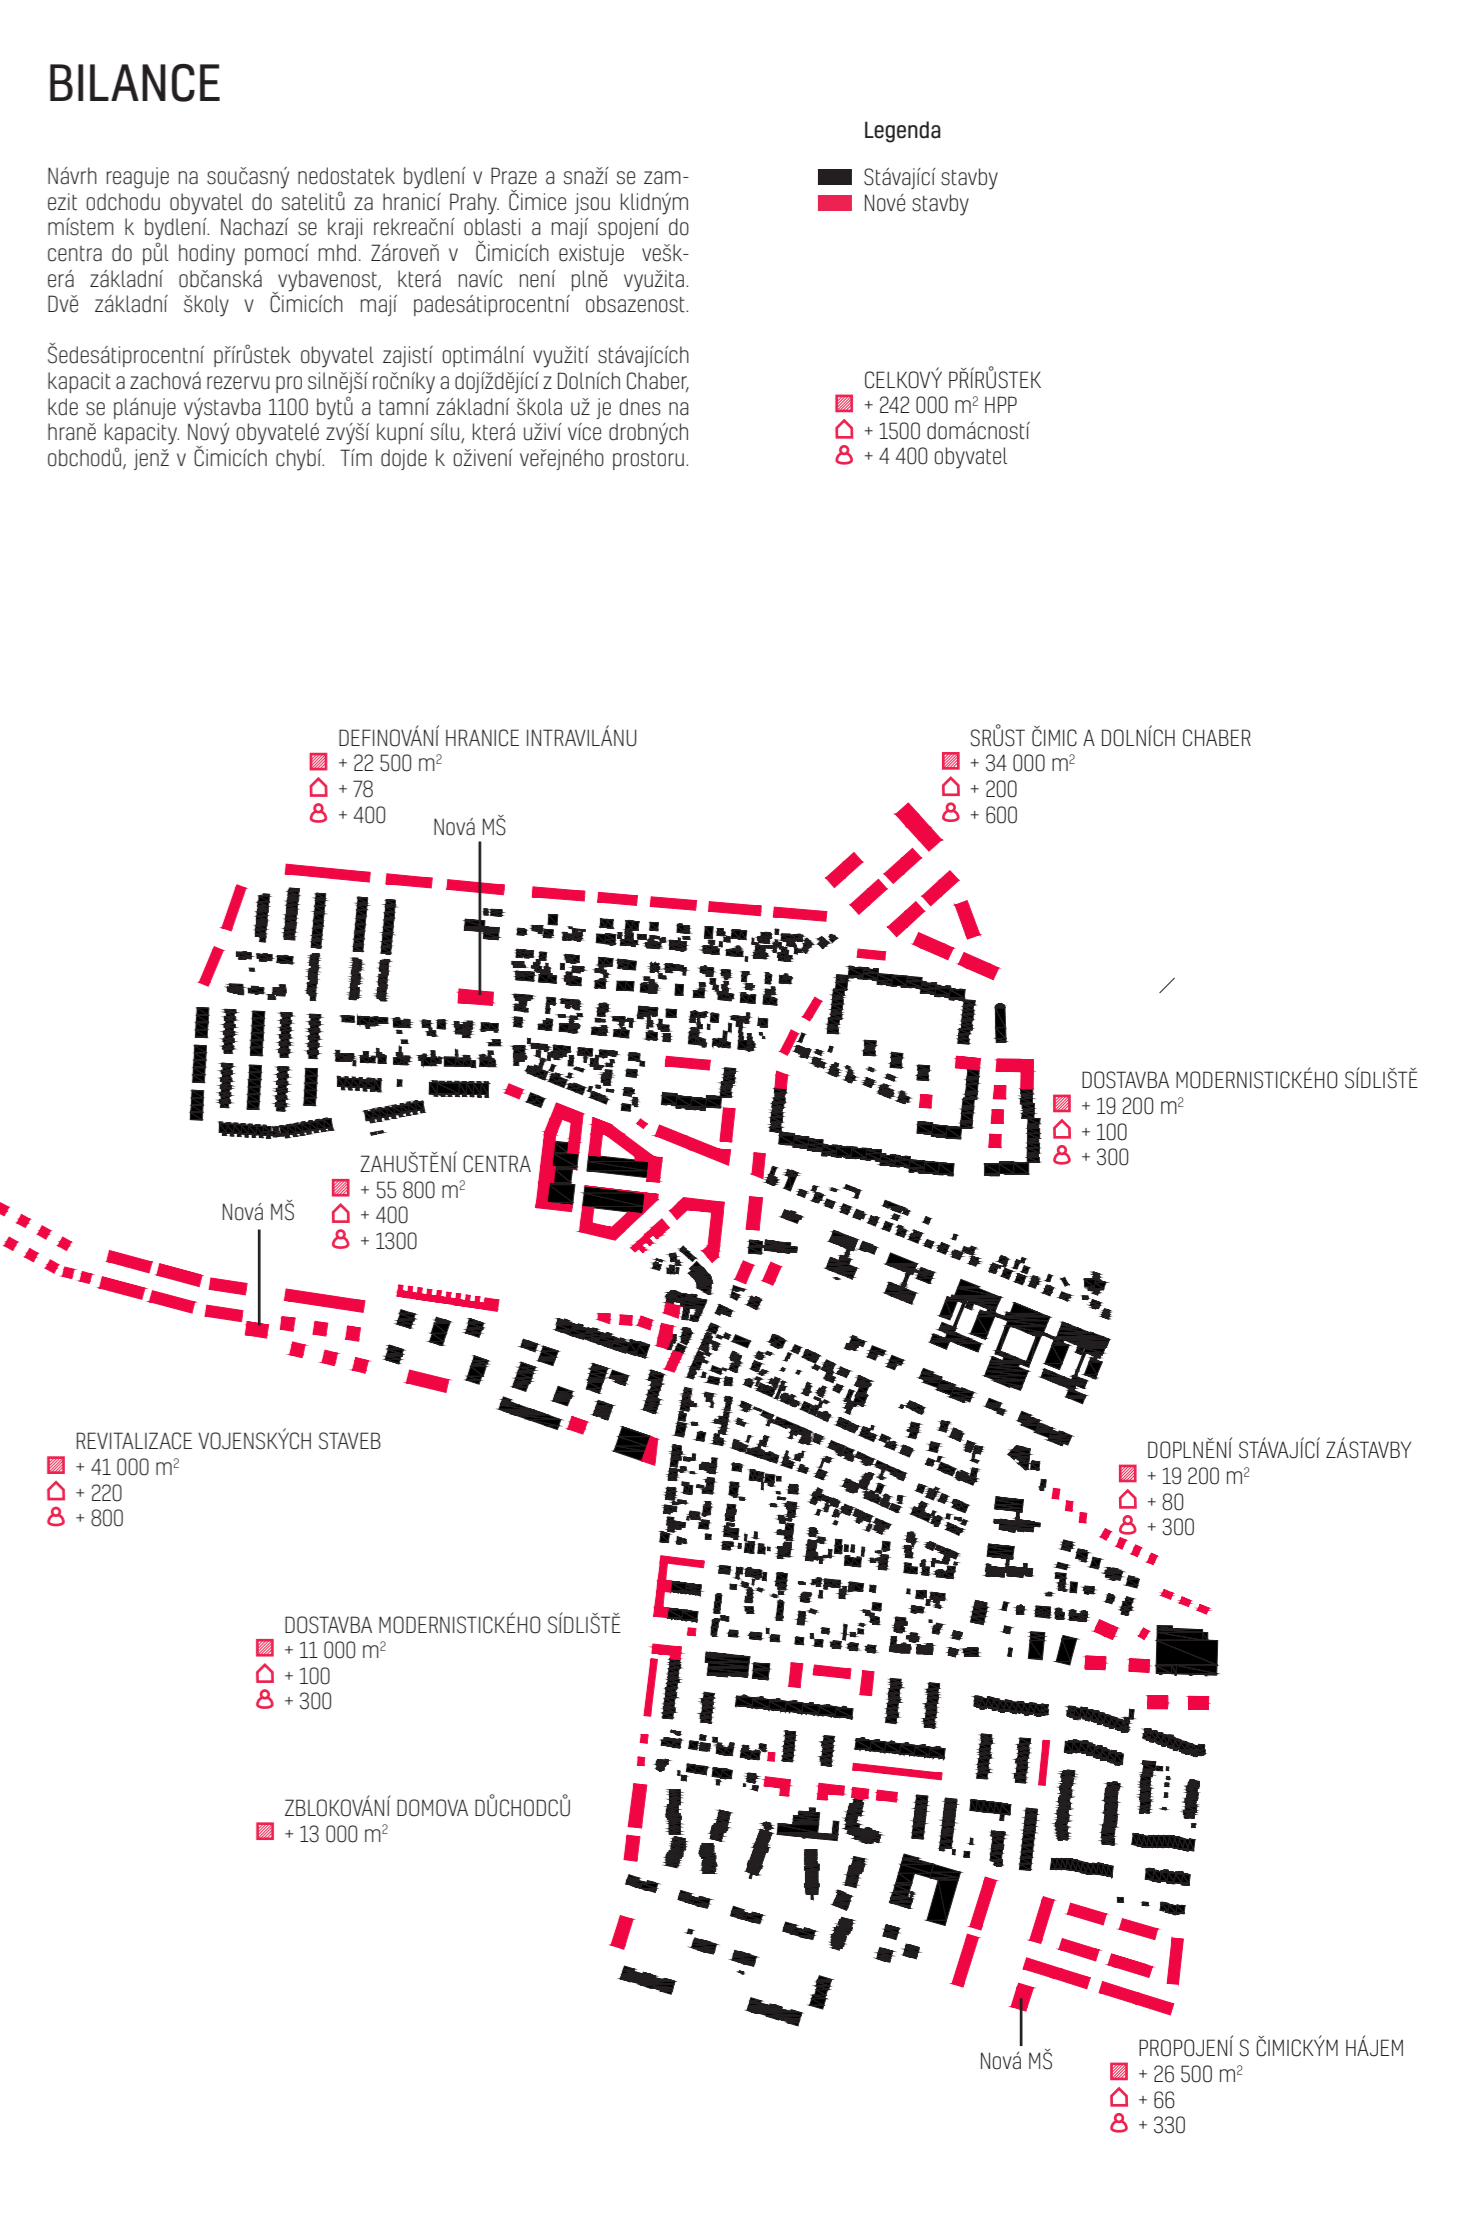 BILANCE
Návrh reaguje na současný nedostatek bydlení v Praze a snaží se zam-
ezit odchodu obyvatel do satelitů za hranicí Prahy. Čimice jsou klidným
místem k bydlení. Nachazí se kraji rekreační oblasti a mají spojení do
centra do půl hodiny pomocí mhd. Zároveň v Čimicích existuje vešk-
erá základní občanská vybavenost, která navíc není plně využita.
Dvě základní školy v Čimicích mají padesátiprocentní obsazenost.
Šedesátiprocentní přírůstek obyvatel zajistí optimální využití stávajících
kapacit a zachová rezervu pro silnější ročníky a dojíždějící z Dolních Chaber,
kde se plánuje výstavba 1100 bytů a tamní základní škola už je dnes na
hraně kapacity. Nový obyvatelé zvýší kupní sílu, která uživí více drobných
obchodů, jenž v Čimicích chybí. Tím dojde k oživení veřejného prostoru.
Legenda
Stávající stavby
Nové stavby
CELKOVÝ PŘÍRŮSTEK
+ 242 000 m² HPP
+ 1500 domácností
+ 4 400 obyvatel
DEFINOVÁNÍ HRANICE INTRAVILÁNU
+ 22 500 m²
+ 78
+ 400
Nová MŠ
SRŮST ČIMIC A DOLNÍCH CHABER
+ 34 000 m²
+ 200
+ 600
DOSTAVBA MODERNISTICKÉHO SÍDLIŠTĚ
+ 19 200 m²
+ 100
+ 300
ZAHUŠTĚNÍ CENTRA
+ 55 800 m²
+ 400
+ 1300
Nová MŠ
REVITALIZACE VOJENSKÝCH STAVEB
+ 41 000 m²
+ 220
+ 800
DOPLNĚNÍ STÁVAJÍCÍ ZÁSTAVBY
+ 19 200 m²
+ 80
+ 300
DOSTAVBA MODERNISTICKÉHO SÍDLIŠTĚ
+ 11 000 m²
+ 100
+ 300
ZBLOKOVÁNÍ DOMOVA DŮCHODCŮ
+ 13 000 m²
Nová MŠ
PROPOJENÍ S ČIMICKÝM HÁJEM
+ 26 500 m²
+ 66
+ 330